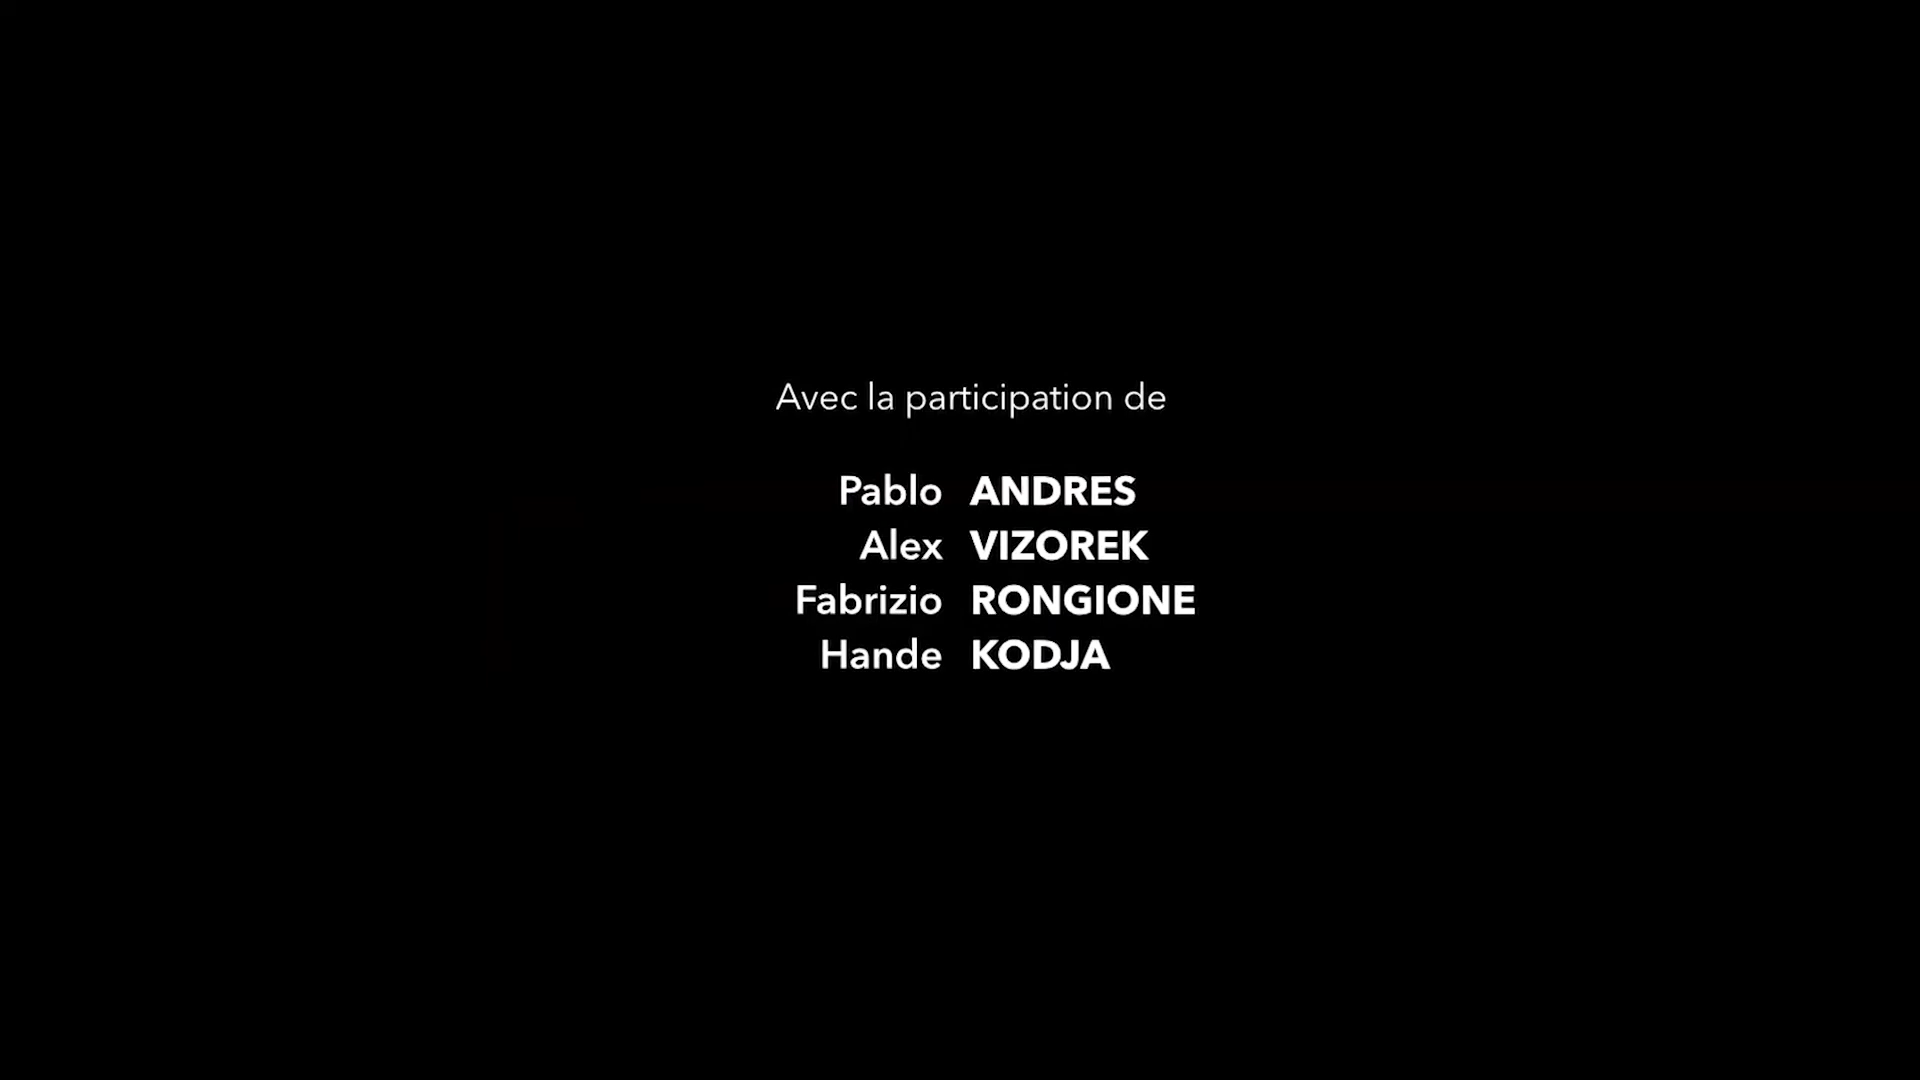 Avec la participation de
Pablo ANDRES
Alex VIZOREK
Fabrizio RONGIONE
Hande KODJA